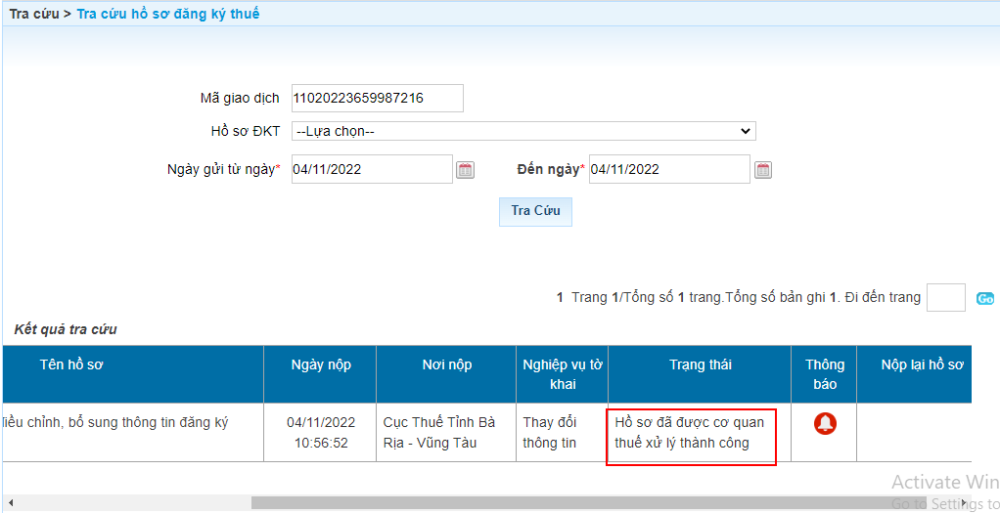 Tra cứu > Tra cứu hồ sơ đăng ký thuế
Mã giao dịch 11020223659987216
Hồ sơ ĐKT --Lựa chọn--
Ngày gửi từ ngày* 04/11/2022 Đến ngày* 04/11/2022
Tra Cứu
1 Trang 1/Tổng số 1 trang.Tổng số bản ghi 1. Đi đến trang Go
Kết quả tra cứu
Tên hồ sơ Ngày nộp Nơi nộp Nghiệp vụ tờ khai Trạng thái Thông báo Nộp lại hồ sơ
điều chỉnh, bổ sung thông tin đăng ký
04/11/2022
10:56:52
Cục Thuế Tỉnh Bà
Rịa - Vũng Tàu
Thay đổi
thông tin
Hồ sơ đã được cơ quan
thuế xử lý thành công
Activate Win
Go to Settings to